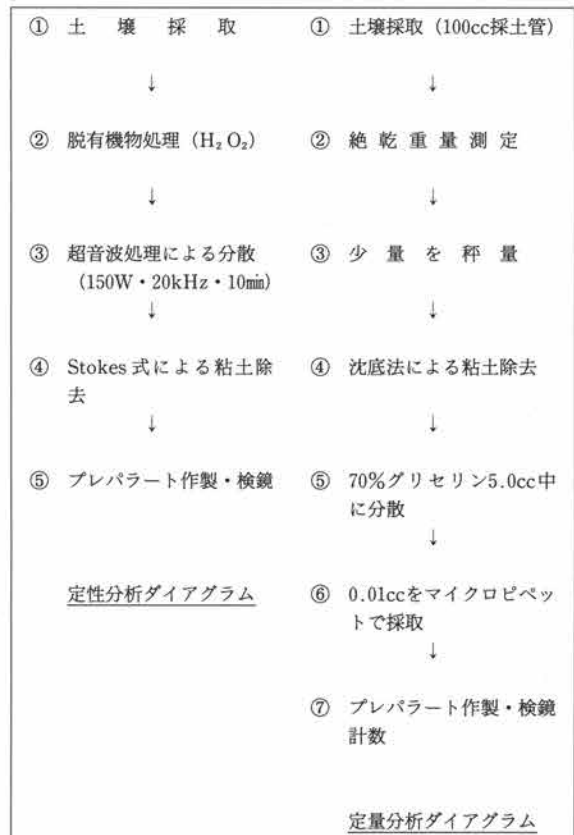 ① 土壌採取
↓
② 脱有機物処理（H₂O₂）
↓
③ 超音波処理による分散
（150W・20kHz・10㎜）
↓
④ Stokes式による粘土除
去
↓
⑤ プレパラート作製・検鏡
定性分析ダイアグラム
① 土壌採取（100cc採土管）
↓
② 絶乾重量測定
↓
③ 少量を秤量
↓
④ 沈底法による粘土除去
↓
⑤ 70％グリセリン5.0cc中
に分散
↓
⑥ 0.01ccをマイクロピペッ
トで採取
↓
⑦ プレパラート作製・検鏡
計数
定量分析ダイアグラム